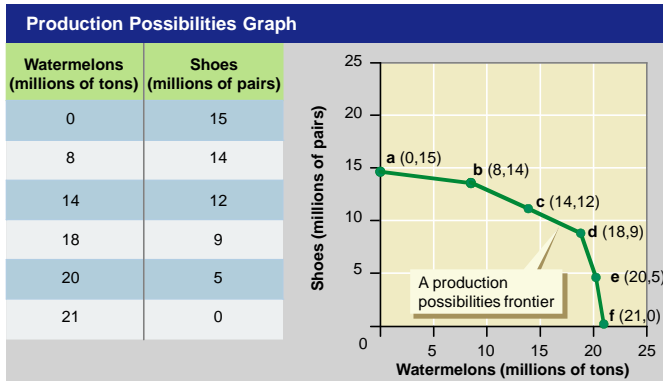 Production Possibilities Graph
Watermelons
(millions of tons)
Shoes
(millions of pairs)
0 15
8 14
14 12
18 9
20 5
21 0
Shoes (millions of pairs)
25
20
15
10
5
0
a (0,15)
b (8,14)
c (14,12)
d (18,9)
e (20,5)
f (21,0)
A production
possibilities frontier
5 10 15 20 25
Watermelons (millions of tons)